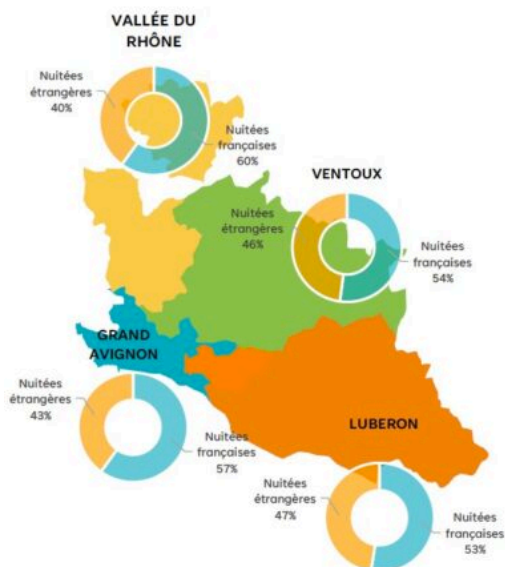 VALLÉE DU
RHÔNE
Nuitées
étrangères
40%
Nuitées
françaises
60%
VENTOUX
Nuitées
étrangères
46%
Nuitées
françaises
54%
GRAND
AVIGNON
Nuitées
étrangères
43%
Nuitées
françaises
57%
LUBERON
Nuitées
étrangères
47%
Nuitées
françaises
53%